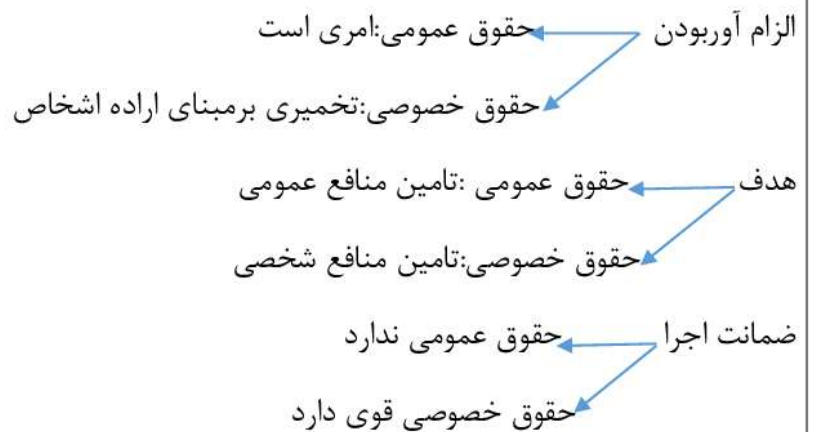 الزام آوربودن حقوق عمومی:امری است
حقوق خصوصی:تخمیری برمبنای اراده اشخاص
هدف حقوق عمومی :تامین منافع عمومی
حقوق خصوصی:تامین منافع شخصی
ضمانت اجرا حقوق عمومی ندارد
حقوق خصوصی قوی دارد